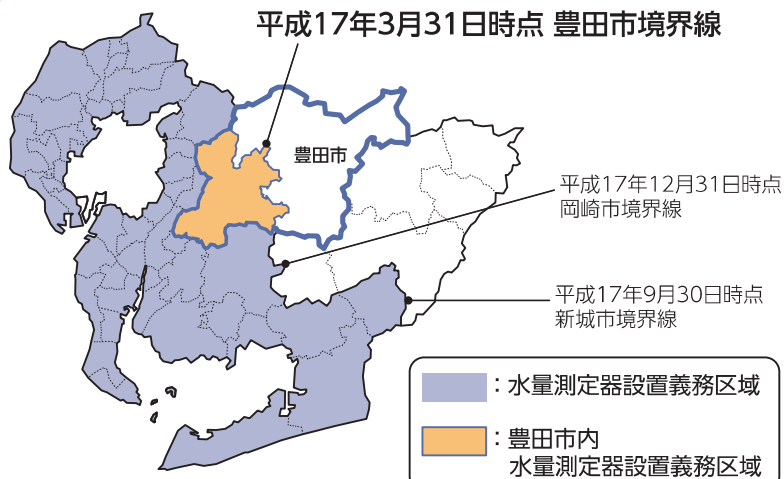 平成17年3月31日時点 豊田市境界線
豊田市
平成17年12月31日時点
岡崎市境界線
平成17年9月30日時点
新城市境界線
：水量測定器設置義務区域
：豊田市内
水量測定器設置義務区域